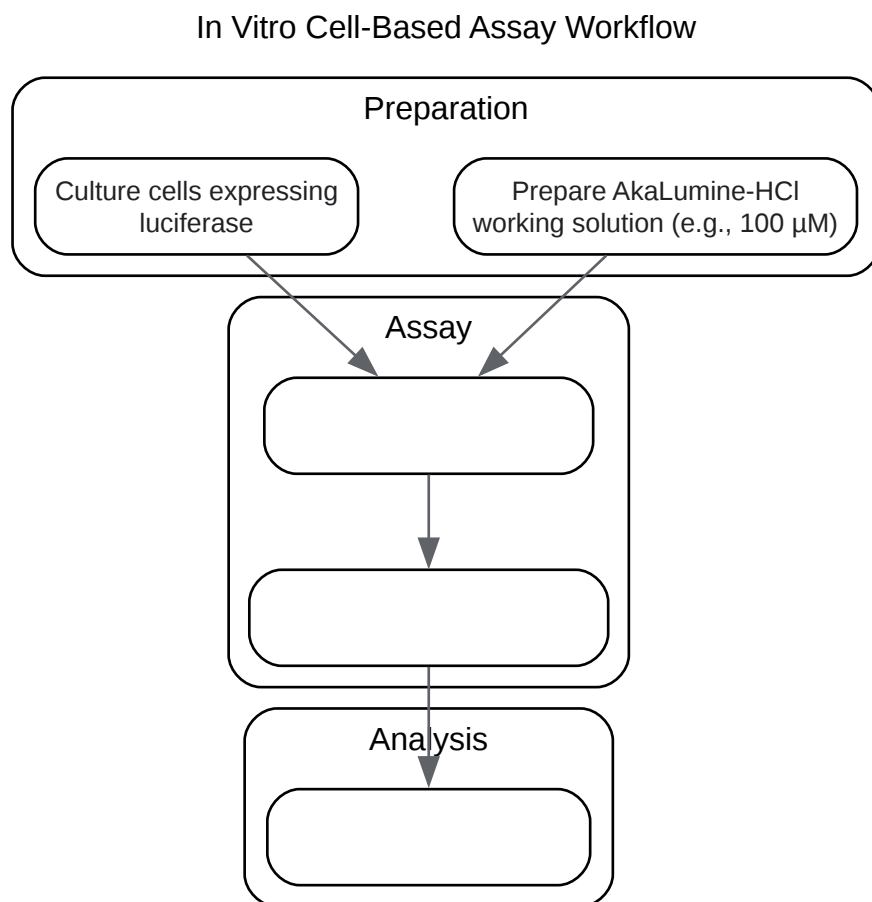 In Vitro Cell-Based Assay Workflow
Preparation
Culture cells expressing
luciferase
Prepare AkaLumine-HCl
working solution (e.g., 100 µM)
Assay
Analysis